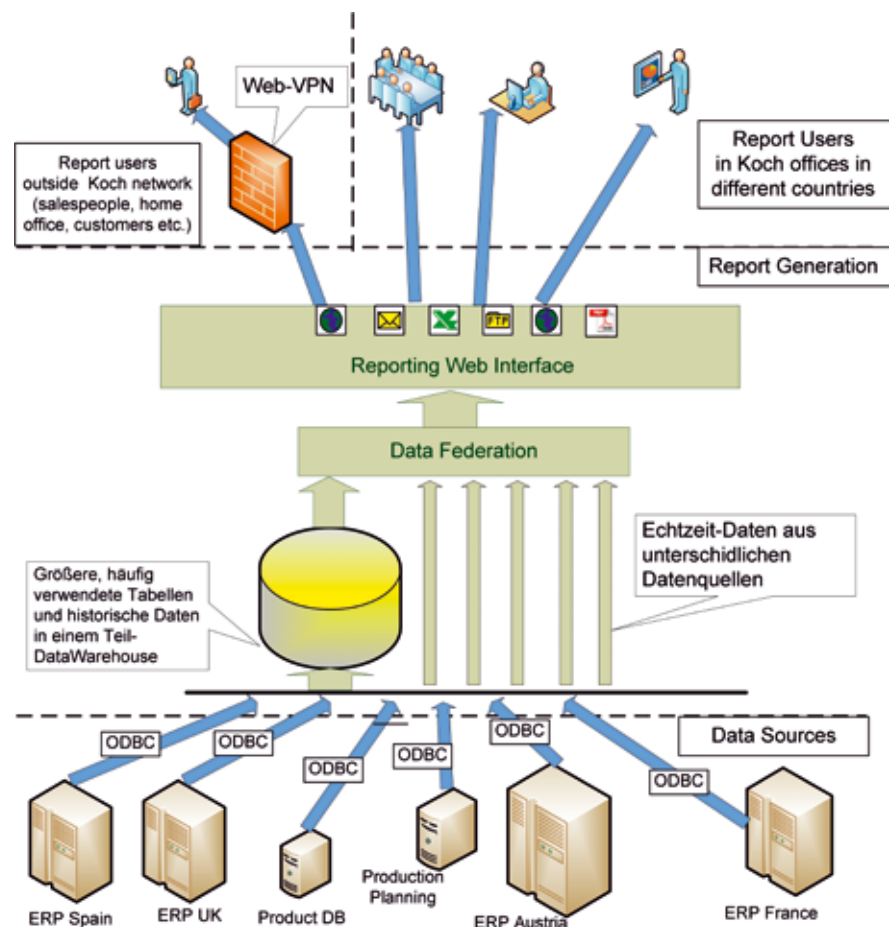 Web-VPN
Report users
outside Koch network
(salespeople, home
office, customers etc.)
Report Users
in Koch offices in
different countries
Report Generation
FTP
Reporting Web Interface
Data Federation
Größere, häufig
verwendete Tabellen
und historische Daten
in einem Teil-
DataWarehouse
Echtzeit-Daten aus
unterschidlichen
Datenquellen
Data Sources
ODBC
ODBC
ODBC
ODBC
ODBC
ODBC
ERP Spain
ERP UK
Product DB
Production
Planning
ERP Austria
ERP France